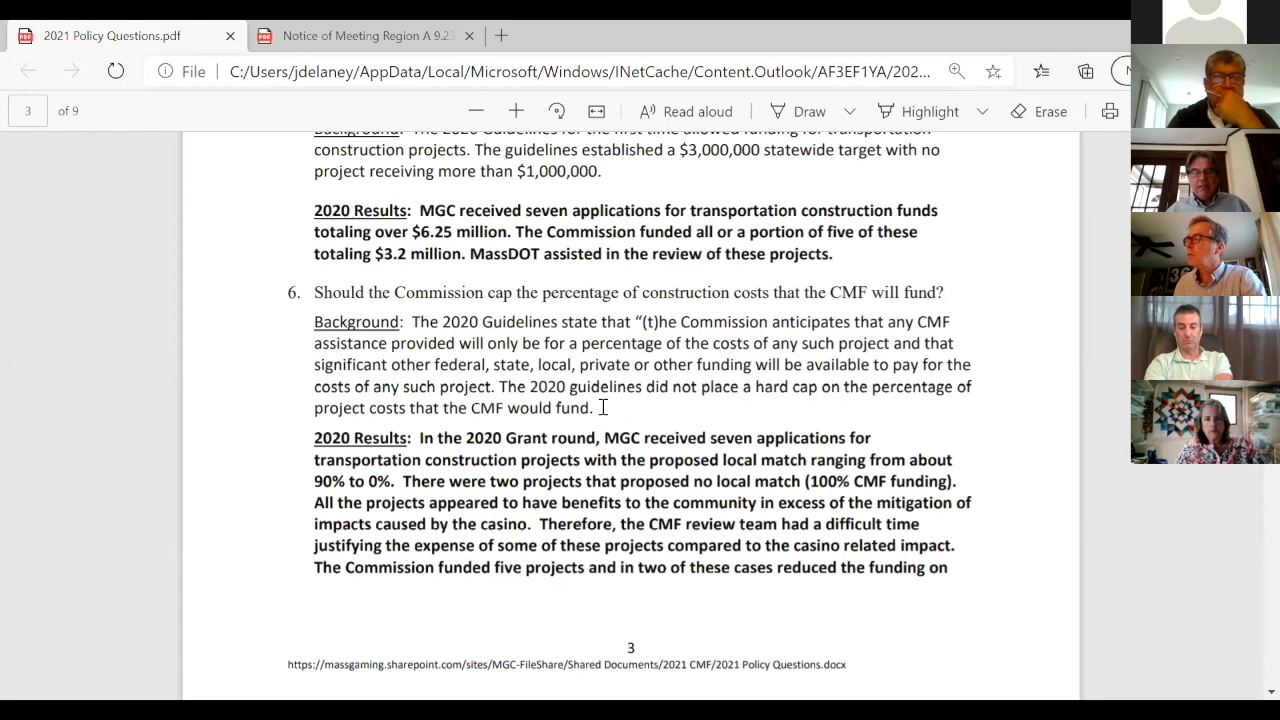 2021 Policy Questions.pdf
Notice of Meeting Region A 9.23
File
C:/Users/jdelaney/AppData/Local/Microsoft/Windows/INetCache/Content.Outlook/AF3EF1YA/202...
3 of 9
Read aloud
Draw
Highlight
Erase
Background: The 2020 Guidelines for the first time allowed funding for transportation
construction projects. The guidelines established a $3,000,000 statewide target with no
project receiving more than $1,000,000.
2020 Results: MGC received seven applications for transportation construction funds
totaling over $6.25 million. The Commission funded all or a portion of five of these
totaling $3.2 million. MassDOT assisted in the review of these projects.
6. Should the Commission cap the percentage of construction costs that the CMF will fund?
Background: The 2020 Guidelines state that “(t)he Commission anticipates that any CMF
assistance provided will only be for a percentage of the costs of any such project and that
significant other federal, state, local, private or other funding will be available to pay for the
costs of any such project. The 2020 guidelines did not place a hard cap on the percentage of
project costs that the CMF would fund.
2020 Results: In the 2020 Grant round, MGC received seven applications for
transportation construction projects with the proposed local match ranging from about
90% to 0%. There were two projects that proposed no local match (100% CMF funding).
All the projects appeared to have benefits to the community in excess of the mitigation of
impacts caused by the casino. Therefore, the CMF review team had a difficult time
justifying the expense of some of these projects compared to the casino related impact.
The Commission funded five projects and in two of these cases reduced the funding on
3
https://massgaming.sharepoint.com/sites/MGC-FileShare/Shared Documents/2021 CMF/2021 Policy Questions.docx